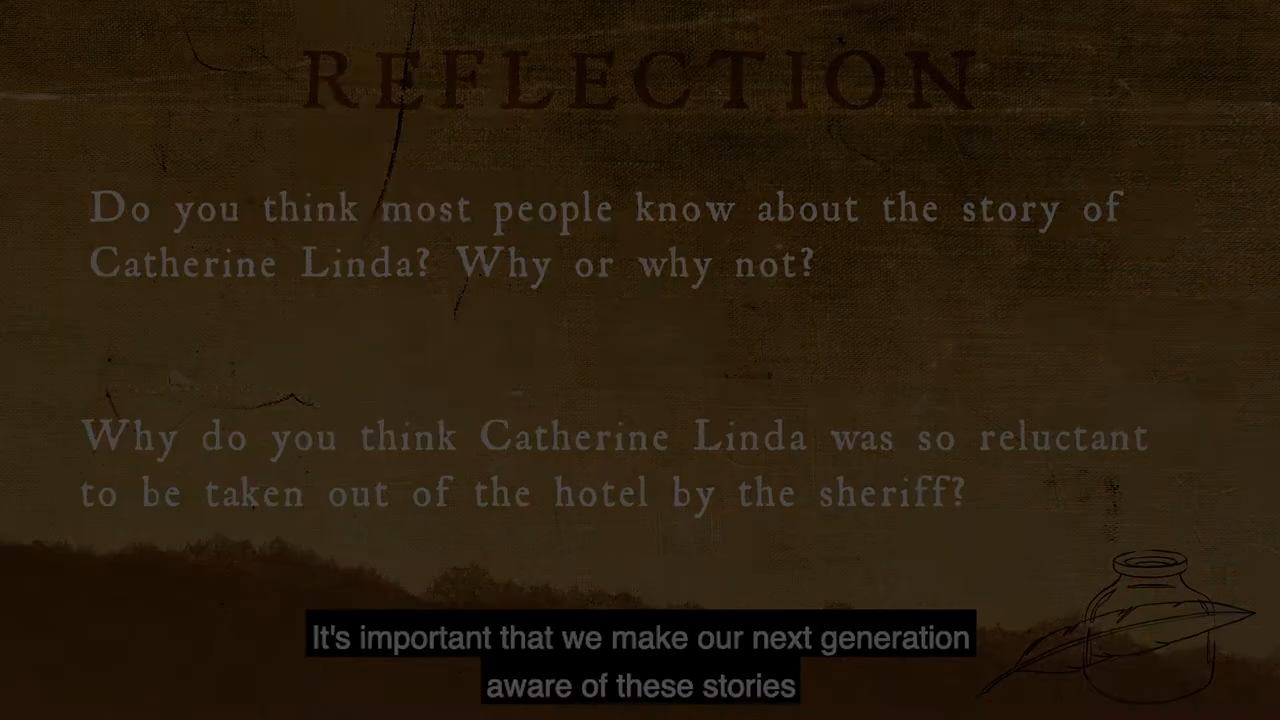 REFLECTION
Do you think most people know about the story of
Catherine Linda? Why or why not?
Why do you think Catherine Linda was so reluctant
to be taken out of the hotel by the sheriff?
It's important that we make our next generation
aware of these stories